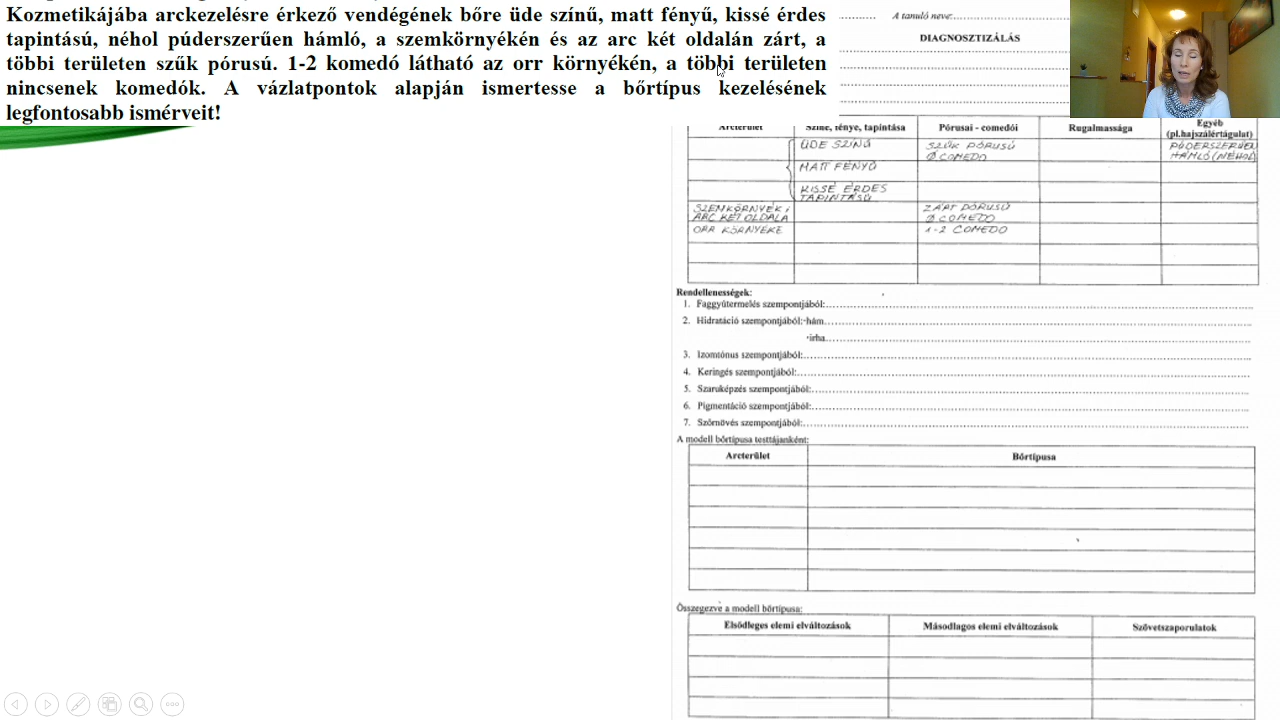 Kozmetikájába arckezelésre érkező vendégének bőre üde színű, matt fényű, kissé érdes
tapintású, néhol púderszerűen hámló, a szemkörnyékén és az arc két oldalán zárt, a
többi területen szűk pórusú. 1-2 komedó látható az orr környékén, a többi területen
nincsenek komedók. A vázlatpontok alapján ismertesse a bőrtípus kezelésének
legfontosabb ismérveit!
A tanuló neve:
DIAGNOSZTIZÁLÁS
Arcterület Színe, fénye, tapintása Pórusai - comedói Rugalmassága Egyéb
(pl.hajszálértágulat)
ÜDE SZÍNŰ SZŰK PÓRUSÚ PÚDERSZERŰEN
Ø COMEDO HÁMLÓ (NÉHOL)
MATT FÉNYŰ
KISSÉ ÉRDES
TAPINTÁSÚ
SZEMKÖRNYÉK; ZÁRT PÓRUSÚ
ARC KÉT OLDALA Ø COMEDO
ORR KÖRNYÉKE 1-2 COMEDO
Rendellenességek:
1. Faggyútermelés szempontjából:
2. Hidratáció szempontjából:-hám
-irha
3. Izomtónus szempontjából:
4. Keringés szempontjából:
5. Szaruképzés szempontjából:
6. Pigmentáció szempontjából:
7. Szőrnövés szempontjából:
A modell bőrtípusa testtájanként:
Arcterület Bőrtípusa
Összegezve a modell bőrtípusa:
Elsődleges elemi elváltozások Másodlagos elemi elváltozások Szövetszaporulatok